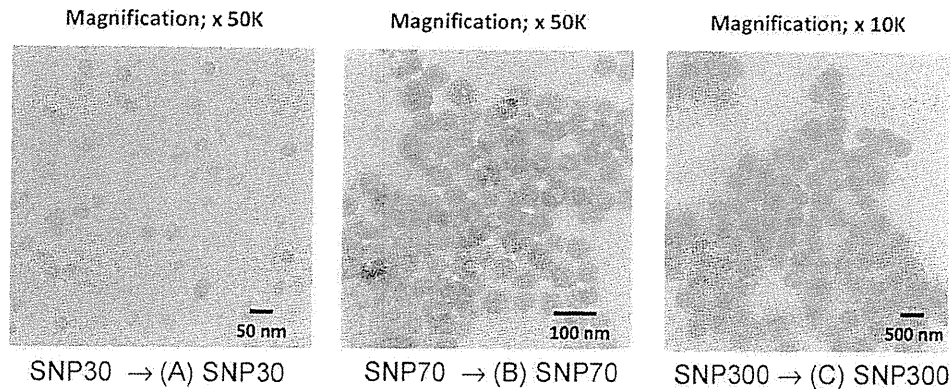 Magnification; x 50K Magnification; x 50K Magnification; x 10K
50 nm 100 nm 500 nm
SNP30 → (A) SNP30 SNP70 → (B) SNP70 SNP300 → (C) SNP300